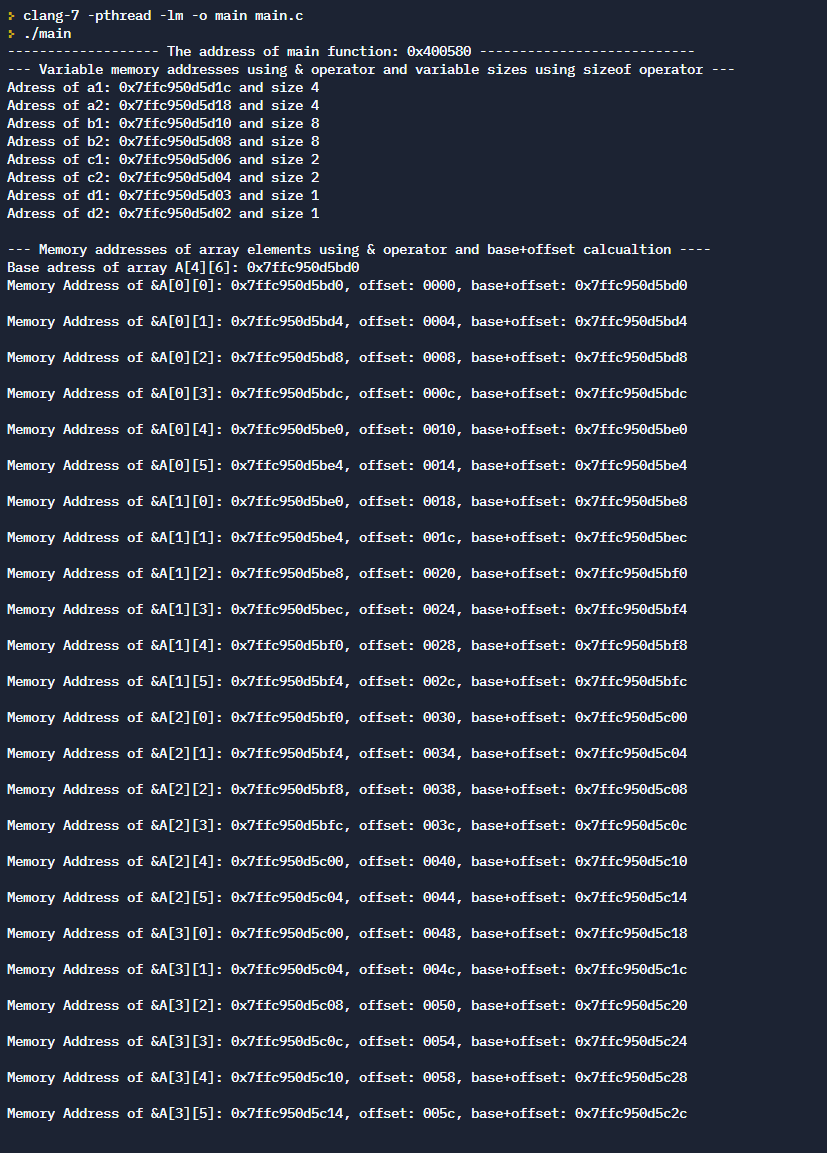 > clang-7 -pthread -lm -o main main.c
> ./main
------------------- The address of main function: 0x400580 ---------------------------
--- Variable memory addresses using & operator and variable sizes using sizeof operator ---
Adress of a1: 0x7ffc950d5d1c and size 4
Adress of a2: 0x7ffc950d5d18 and size 4
Adress of b1: 0x7ffc950d5d10 and size 8
Adress of b2: 0x7ffc950d5d08 and size 8
Adress of c1: 0x7ffc950d5d06 and size 2
Adress of c2: 0x7ffc950d5d04 and size 2
Adress of d1: 0x7ffc950d5d03 and size 1
Adress of d2: 0x7ffc950d5d02 and size 1
--- Memory addresses of array elements using & operator and base+offset calcualtion ----
Base adress of array A[4][6]: 0x7ffc950d5bd0
Memory Address of &A[0][0]: 0x7ffc950d5bd0, offset: 0000, base+offset: 0x7ffc950d5bd0
Memory Address of &A[0][1]: 0x7ffc950d5bd4, offset: 0004, base+offset: 0x7ffc950d5bd4
Memory Address of &A[0][2]: 0x7ffc950d5bd8, offset: 0008, base+offset: 0x7ffc950d5bd8
Memory Address of &A[0][3]: 0x7ffc950d5bdc, offset: 000c, base+offset: 0x7ffc950d5bdc
Memory Address of &A[0][4]: 0x7ffc950d5be0, offset: 0010, base+offset: 0x7ffc950d5be0
Memory Address of &A[0][5]: 0x7ffc950d5be4, offset: 0014, base+offset: 0x7ffc950d5be4
Memory Address of &A[1][0]: 0x7ffc950d5be0, offset: 0018, base+offset: 0x7ffc950d5be8
Memory Address of &A[1][1]: 0x7ffc950d5be4, offset: 001c, base+offset: 0x7ffc950d5bec
Memory Address of &A[1][2]: 0x7ffc950d5be8, offset: 0020, base+offset: 0x7ffc950d5bf0
Memory Address of &A[1][3]: 0x7ffc950d5bec, offset: 0024, base+offset: 0x7ffc950d5bf4
Memory Address of &A[1][4]: 0x7ffc950d5bf0, offset: 0028, base+offset: 0x7ffc950d5bf8
Memory Address of &A[1][5]: 0x7ffc950d5bf4, offset: 002c, base+offset: 0x7ffc950d5bfc
Memory Address of &A[2][0]: 0x7ffc950d5bf0, offset: 0030, base+offset: 0x7ffc950d5c00
Memory Address of &A[2][1]: 0x7ffc950d5bf4, offset: 0034, base+offset: 0x7ffc950d5c04
Memory Address of &A[2][2]: 0x7ffc950d5bf8, offset: 0038, base+offset: 0x7ffc950d5c08
Memory Address of &A[2][3]: 0x7ffc950d5bfc, offset: 003c, base+offset: 0x7ffc950d5c0c
Memory Address of &A[2][4]: 0x7ffc950d5c00, offset: 0040, base+offset: 0x7ffc950d5c10
Memory Address of &A[2][5]: 0x7ffc950d5c04, offset: 0044, base+offset: 0x7ffc950d5c14
Memory Address of &A[3][0]: 0x7ffc950d5c00, offset: 0048, base+offset: 0x7ffc950d5c18
Memory Address of &A[3][1]: 0x7ffc950d5c04, offset: 004c, base+offset: 0x7ffc950d5c1c
Memory Address of &A[3][2]: 0x7ffc950d5c08, offset: 0050, base+offset: 0x7ffc950d5c20
Memory Address of &A[3][3]: 0x7ffc950d5c0c, offset: 0054, base+offset: 0x7ffc950d5c24
Memory Address of &A[3][4]: 0x7ffc950d5c10, offset: 0058, base+offset: 0x7ffc950d5c28
Memory Address of &A[3][5]: 0x7ffc950d5c14, offset: 005c, base+offset: 0x7ffc950d5c2c